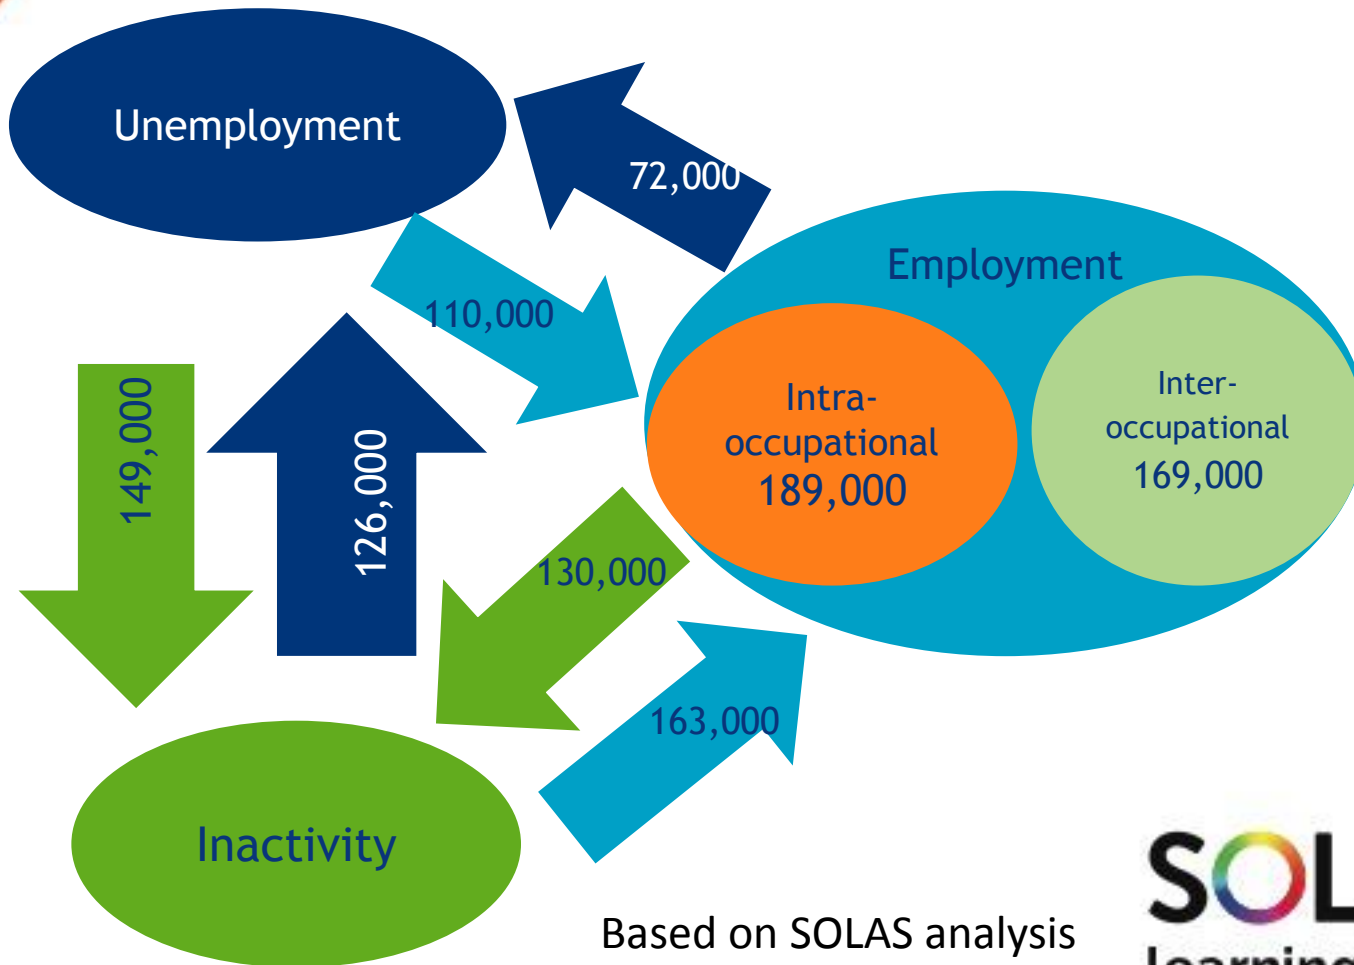 Unemployment
72,000
Employment
110,000
149,000
126,000
Intra-
occupational
189,000
Inter-
occupational
169,000
130,000
163,000
Inactivity
Based on SOLAS analysis
SOL
learning